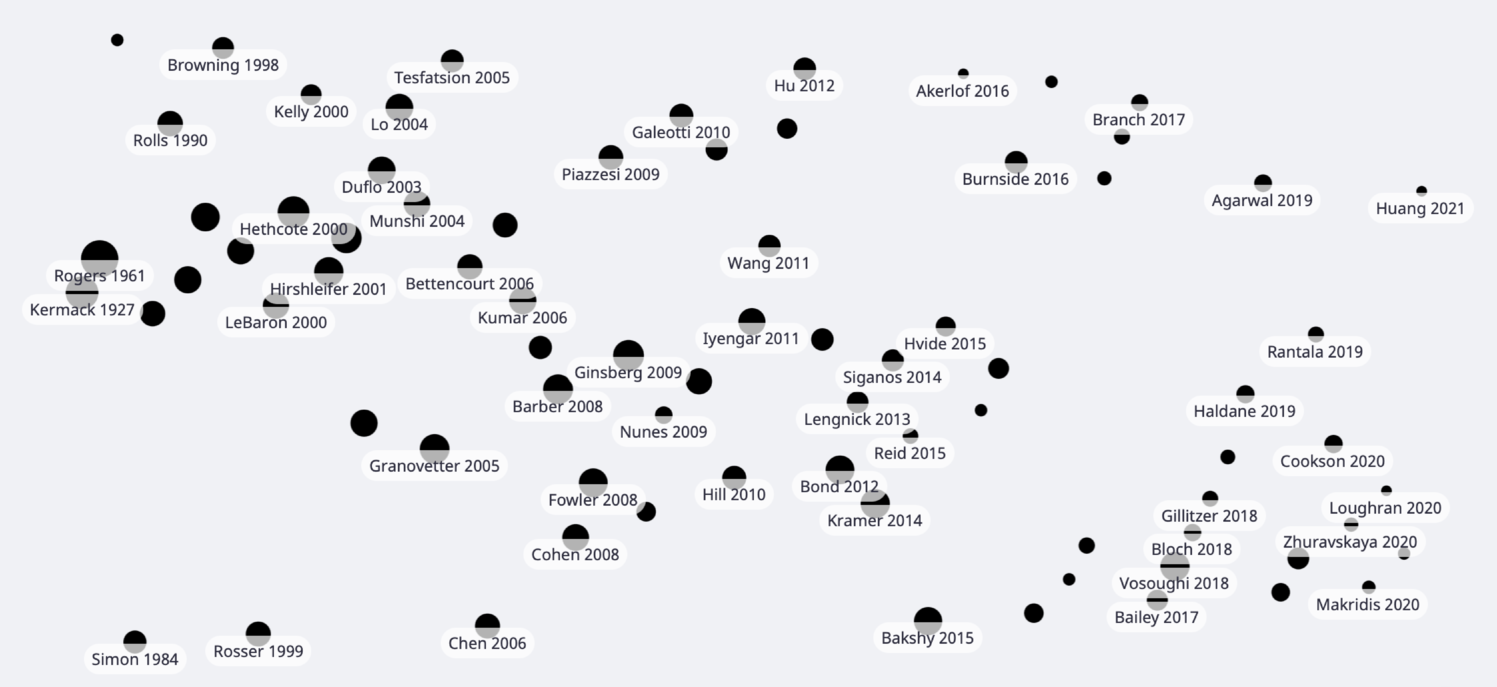 Browning 1998
Tesfatsion 2005
Hu 2012
Akerlof 2016
Kelly 2000
Lo 2004
Branch 2017
Rolls 1990
Galeotti 2010
Piazzesi 2009
Burnside 2016
Duflo 2003
Agarwal 2019
Huang 2021
Munshi 2004
Hethcote 2000
Wang 2011
Rogers 1961
Bettencourt 2006
Hirshleifer 2001
Kermack 1927
Kumar 2006
LeBaron 2000
Iyengar 2011
Hvide 2015
Rantala 2019
Ginsberg 2009
Siganos 2014
Barber 2008
Haldane 2019
Lengnick 2013
Nunes 2009
Reid 2015
Cookson 2020
Granovetter 2005
Bond 2012
Hill 2010
Fowler 2008
Loughran 2020
Gillitzer 2018
Kramer 2014
Zhuravskaya 2020
Bloch 2018
Cohen 2008
Vosoughi 2018
Makridis 2020
Bailey 2017
Bakshy 2015
Chen 2006
Rosser 1999
Simon 1984